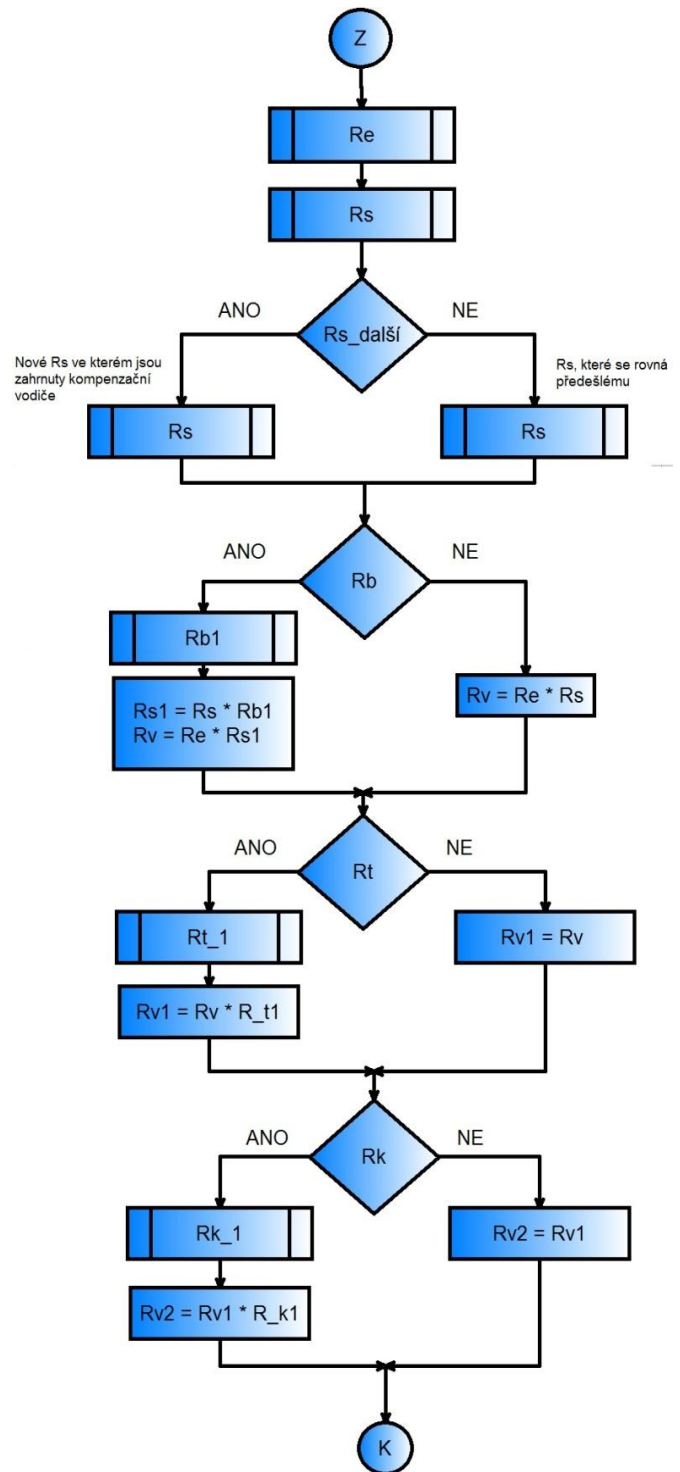 Z
Re
Rs
ANO
NE
Rs_další
Nové Rs ve kterém jsou
zahrnuty kompenzační
vodiče
Rs, které se rovná
předešlému
Rs
Rs
ANO
NE
Rb
Rb1
Rs1 = Rs * Rb1
Rv = Re * Rs1
Rv = Re * Rs
ANO
NE
Rt
Rt_1
Rv1 = Rv
Rv1 = Rv * R_t1
ANO
NE
Rk
Rk_1
Rv2 = Rv1
Rv2 = Rv1 * R_k1
K